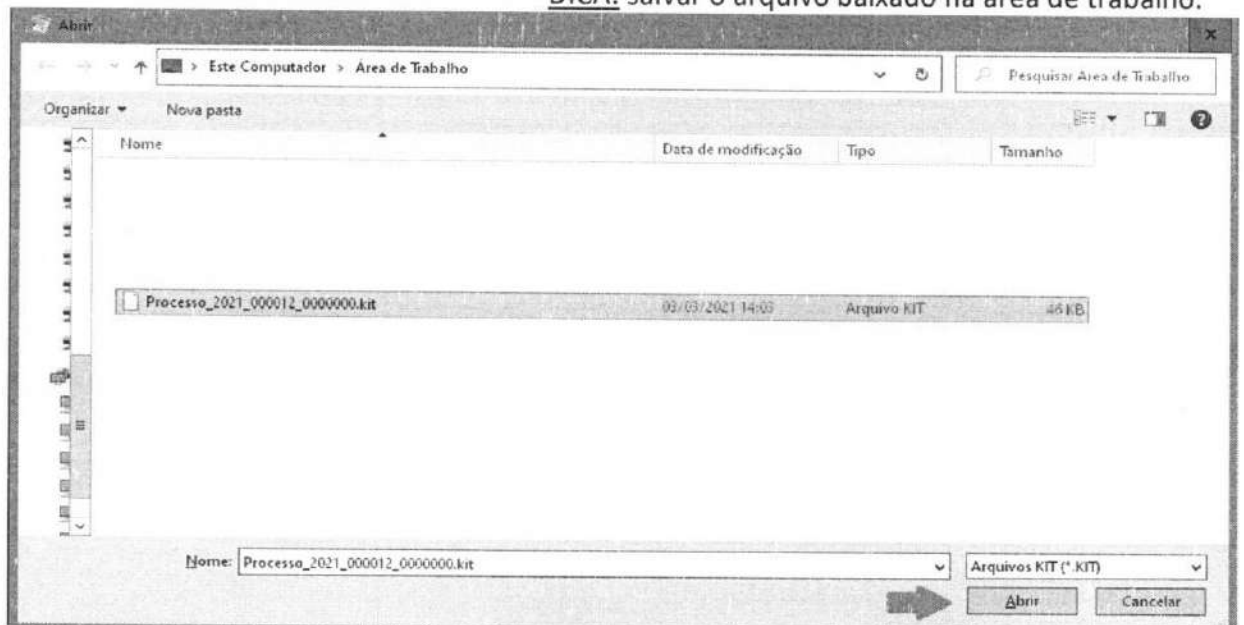 DICA: salvar o arquivo baixado na área de trabalho.
Abrir
Este Computador > Área de Trabalho
Pesquisar Área de Trabalho
Organizar
Nova pasta
Nome Data de modificação Tipo Tamanho
Processo_2021_000012_0000000.kit 03/03/2021 14:03 Arquivo KIT 46 KB
Nome: Processo_2021_000012_0000000.kit Arquivos KIT (*.KIT)
Abrir Cancelar